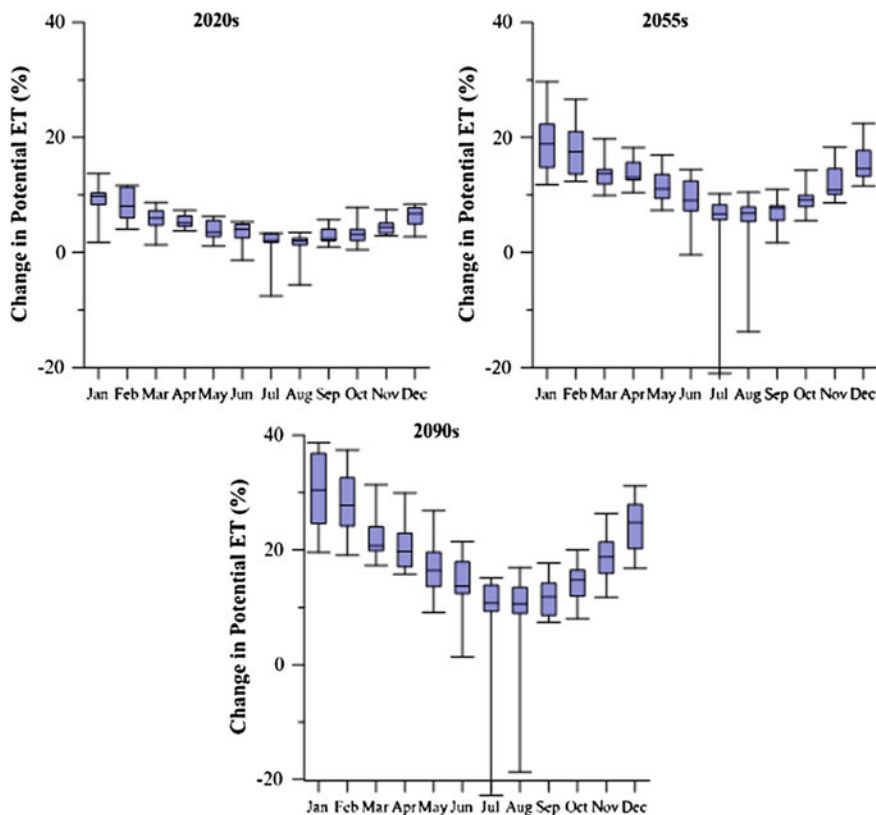 2020s
Change in Potential ET (%)
40
20
0
-20
Jan Feb Mar Apr May Jun Jul Aug Sep Oct Nov Dec
2055s
Change in Potential ET (%)
40
20
0
-20
Jan Feb Mar Apr May Jun Jul Aug Sep Oct Nov Dec
2090s
Change in Potential ET (%)
40
20
0
-20
Jan Feb Mar Apr May Jun Jul Aug Sep Oct Nov Dec